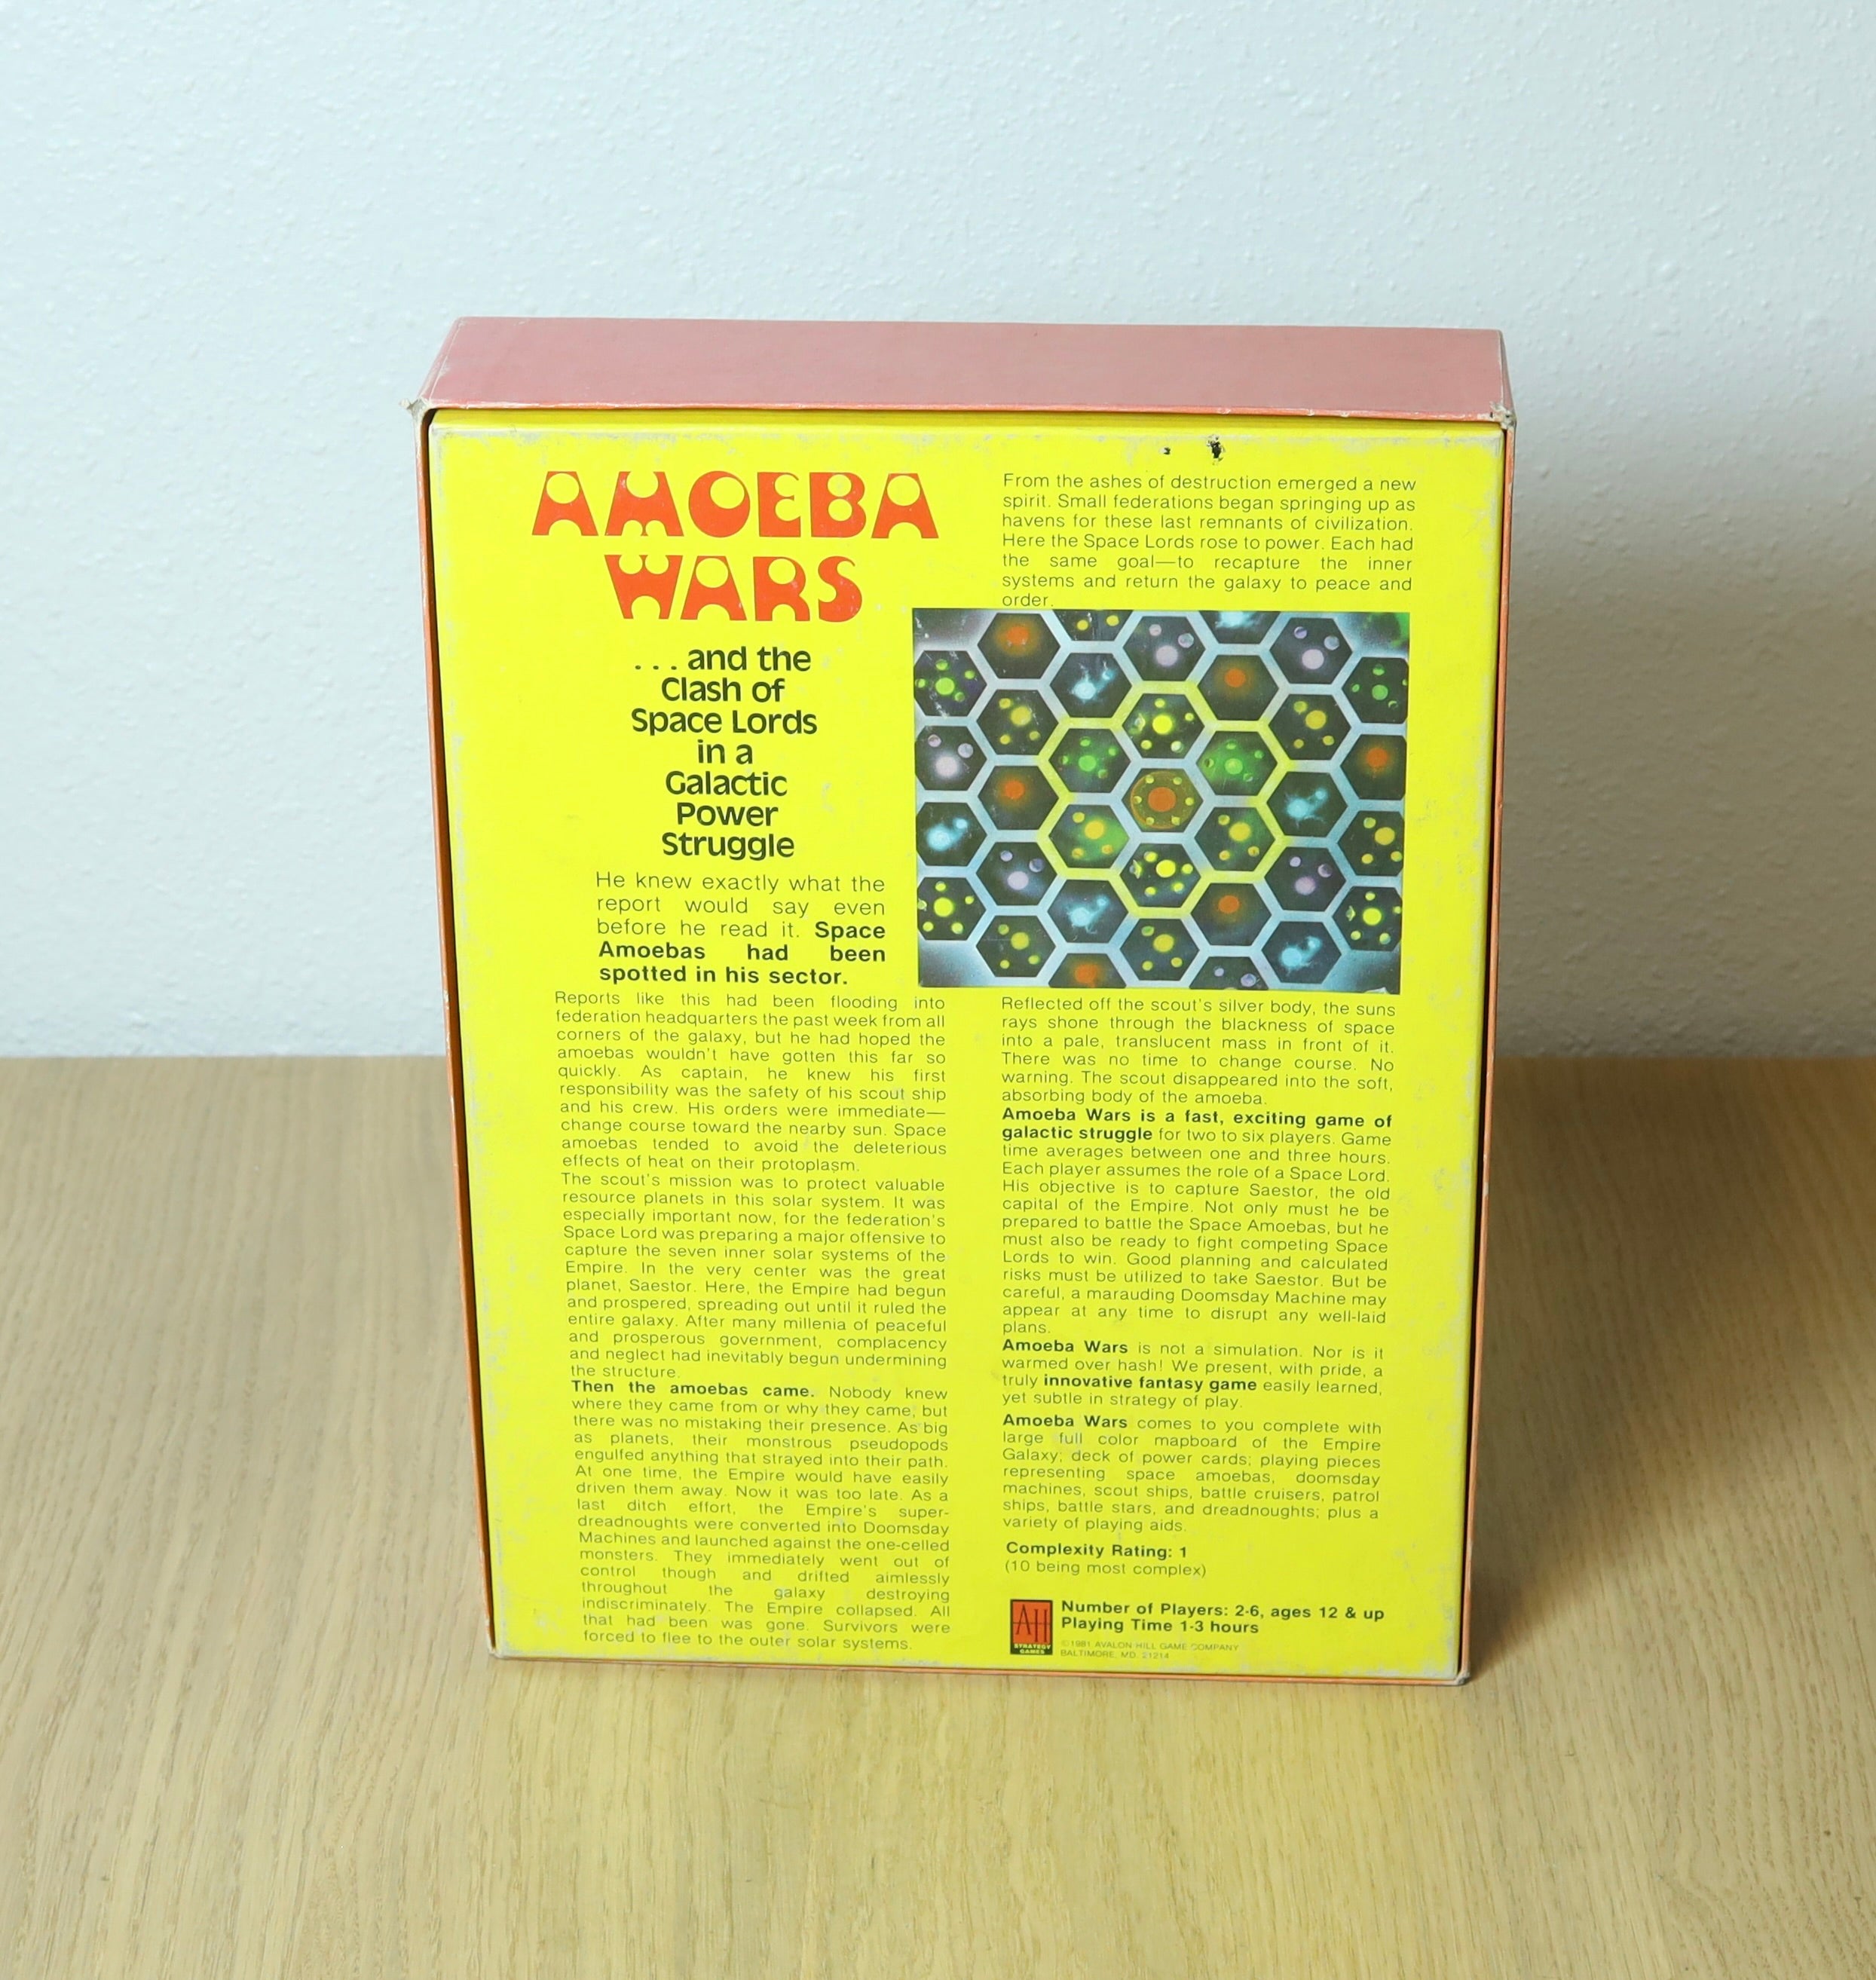 AMOEBA
WARS
. . . and the
Clash of
Space Lords
in a
Galactic
Power
Struggle
He knew exactly what the
report would say even
before he read it. Space
Amoebas had been
spotted in his sector.
Reports like this had been flooding into
federation headquarters the past week from all
corners of the galaxy, but he had hoped the
amoebas wouldn't have gotten this far so
quickly. As captain, he knew his first
responsibility was the safety of his scout ship
and his crew. His orders were immediate—
change course toward the nearby sun. Space
amoebas tended to avoid the deleterious
effects of heat on their protoplasm.
The scout's mission was to protect valuable
resource planets in this solar system. It was
especially important now, for the federation's
Space Lord was preparing a major offensive to
capture the seven inner solar systems of the
Empire. In the very center was the great
planet, Saestor. Here, the Empire had begun
and prospered, spreading out until it ruled the
entire galaxy. After many millenia of peaceful
and prosperous government, complacency
and neglect had inevitably begun undermining
the structure.
Then the amoebas came. Nobody knew
where they came from or why they came, but
there was no mistaking their presence. As big
as planets, their monstrous pseudopods
engulfed anything that strayed into their path.
At one time, the Empire would have easily
driven them away. Now it was too late. As a
last ditch effort, the Empire's super-
dreadnoughts were converted into Doomsday
Machines and launched against the one-celled
monsters. They immediately went out of
control though and drifted aimlessly
throughout the galaxy destroying
indiscriminately. The Empire collapsed. All
that had been was gone. Survivors were
forced to flee to the outer solar systems.
From the ashes of destruction emerged a new
spirit. Small federations began springing up as
havens for these last remnants of civilization.
Here the Space Lords rose to power. Each had
the same goal—to recapture the inner
systems and return the galaxy to peace and
order.
Reflected off the scout's silver body, the suns
rays shone through the blackness of space
into a pale, translucent mass in front of it.
There was no time to change course. No
warning. The scout disappeared into the soft,
absorbing body of the amoeba.
Amoeba Wars is a fast, exciting game of
galactic struggle for two to six players. Game
time averages between one and three hours.
Each player assumes the role of a Space Lord.
His objective is to capture Saestor, the old
capital of the Empire. Not only must he be
prepared to battle the Space Amoebas, but he
must also be ready to fight competing Space
Lords to win. Good planning and calculated
risks must be utilized to take Saestor. But be
careful, a marauding Doomsday Machine may
appear at any time to disrupt any well-laid
plans.
Amoeba Wars is not a simulation. Nor is it
warmed over hash! We present, with pride, a
truly innovative fantasy game easily learned,
yet subtle in strategy of play.
Amoeba Wars comes to you complete with
large full color mapboard of the Empire
Galaxy; deck of power cards; playing pieces
representing space amoebas, doomsday
machines, scout ships, battle cruisers, patrol
ships, battle stars, and dreadnoughts; plus a
variety of playing aids.
Complexity Rating: 1
(10 being most complex)
AH
STRATEGY
GAMES
Number of Players: 2-6, ages 12 & up
Playing Time 1-3 hours
©1981 AVALON HILL GAME COMPANY
BALTIMORE, MD. 21214